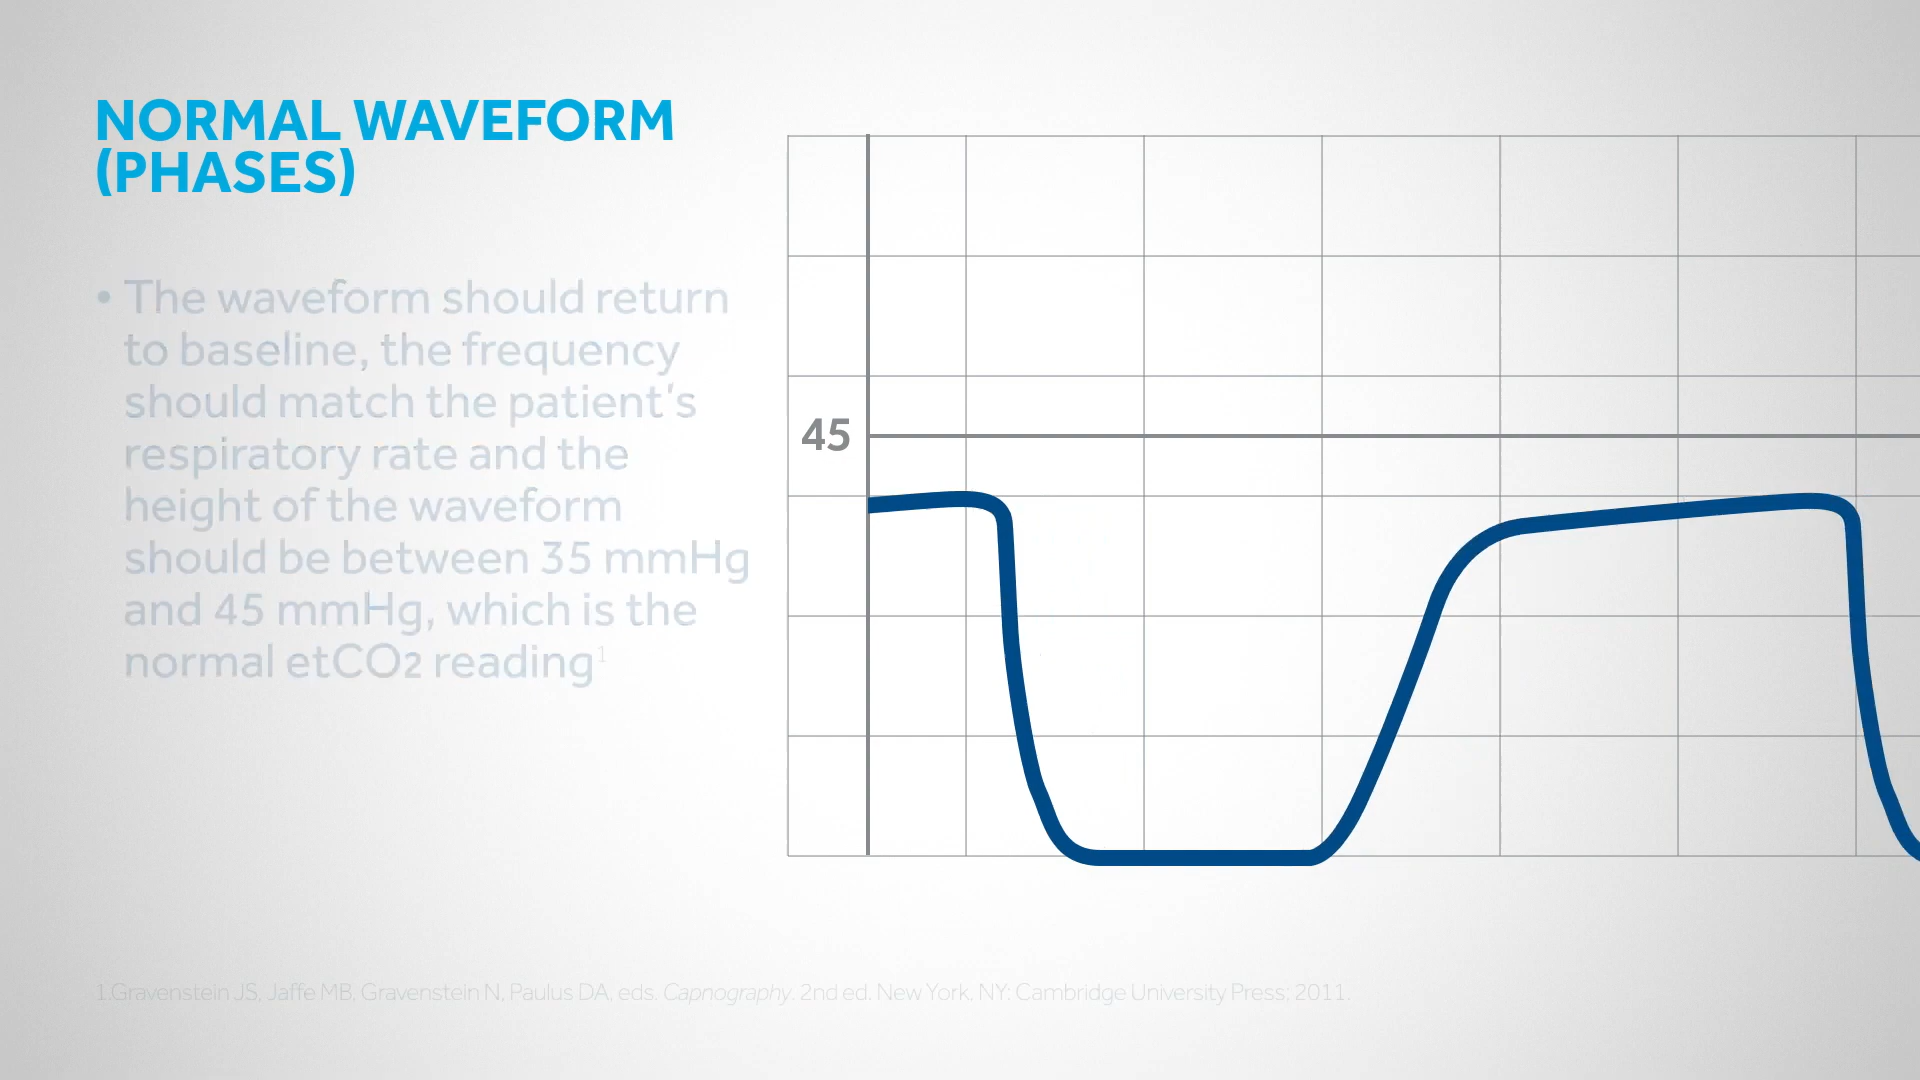 NORMAL WAVEFORM
(PHASES)
• The waveform should return
to baseline, the frequency
should match the patient's
respiratory rate and the
height of the waveform
should be between 35 mmHg
and 45 mmHg, which is the
normal etCO2 reading1
45
1.Gravenstein JS, Jaffe MB. Gravenstein N, Paulus DA, eds. Capnography. 2nd ed. New York. NY: Cambridge University Press; 2011.